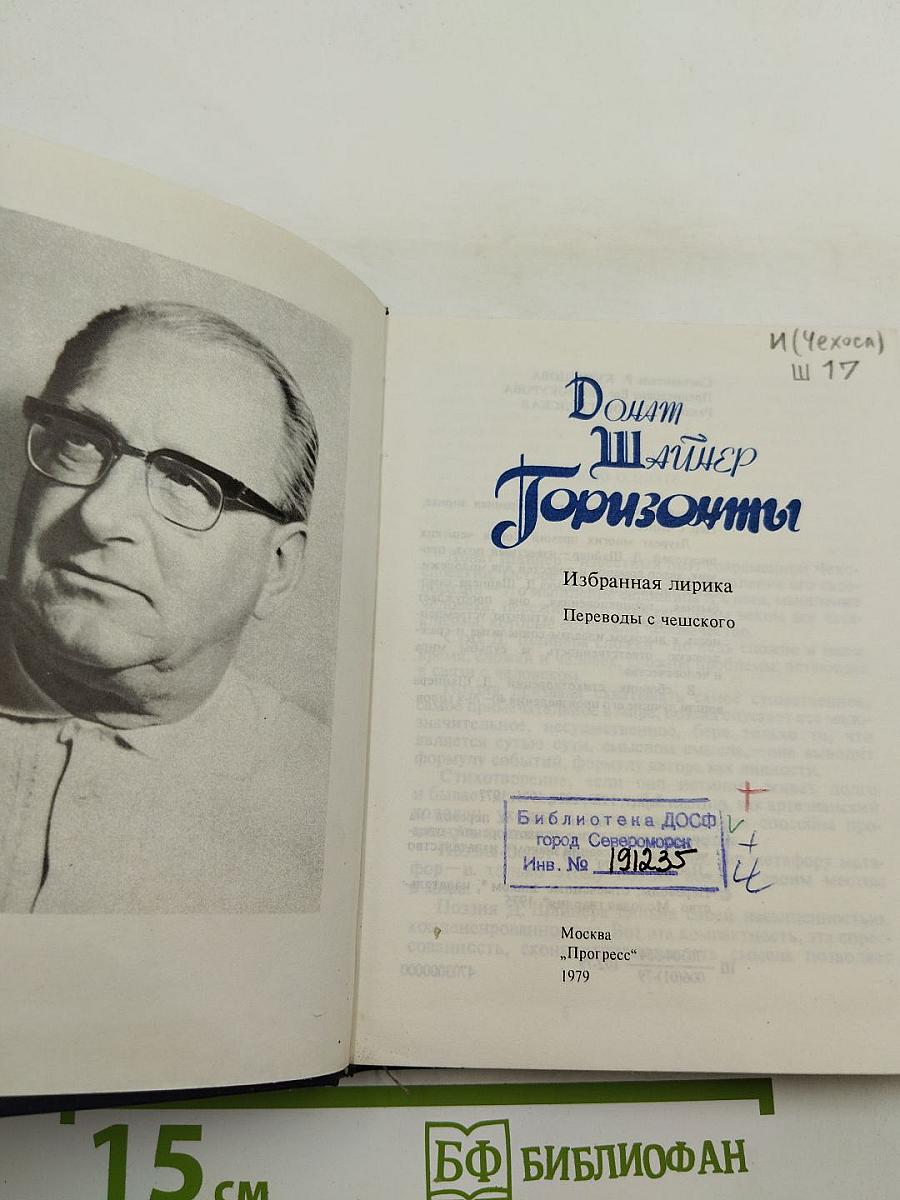 И(Чехосл)
Ш 17
Донат
Шайнер
Горизонты
Избранная лирика
Переводы с чешского
Библиотека ДОСФ
город Североморск
Инв. № 191235
Москва
„Прогресс“
1979
15 см
БФ БИБЛИОФАН